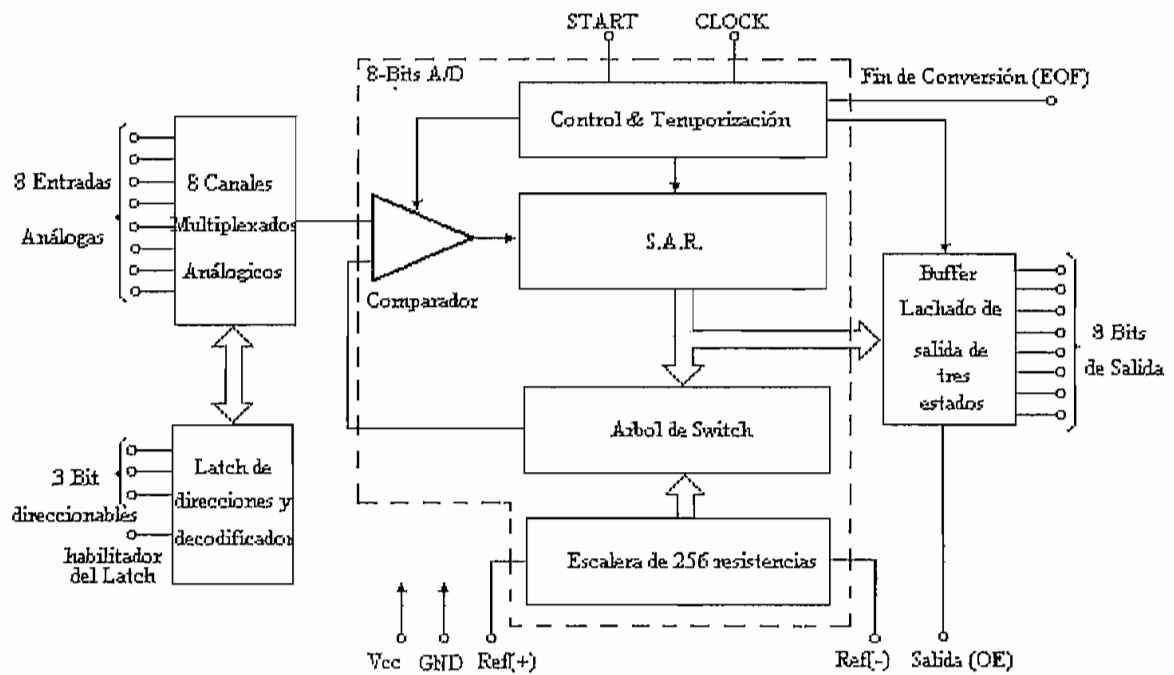 START
CLOCK
8-Bits A/D
Fin de Conversión (EOF)
Control & Temporización
8 Entradas
Análogas
8 Canales
Multiplexados
Análogicos
S.A.R.
Comparador
Buffer
Lachado de
salida de
tres
estados
8 Bits
de Salida
Arbol de Switch
3 Bit
direccionables
habilitador
del Latch
Latch de
direcciones y
decodificador
Escalera de 256 resistencias
Vcc
GND
Ref(+)
Ref(-)
Salida (OE)